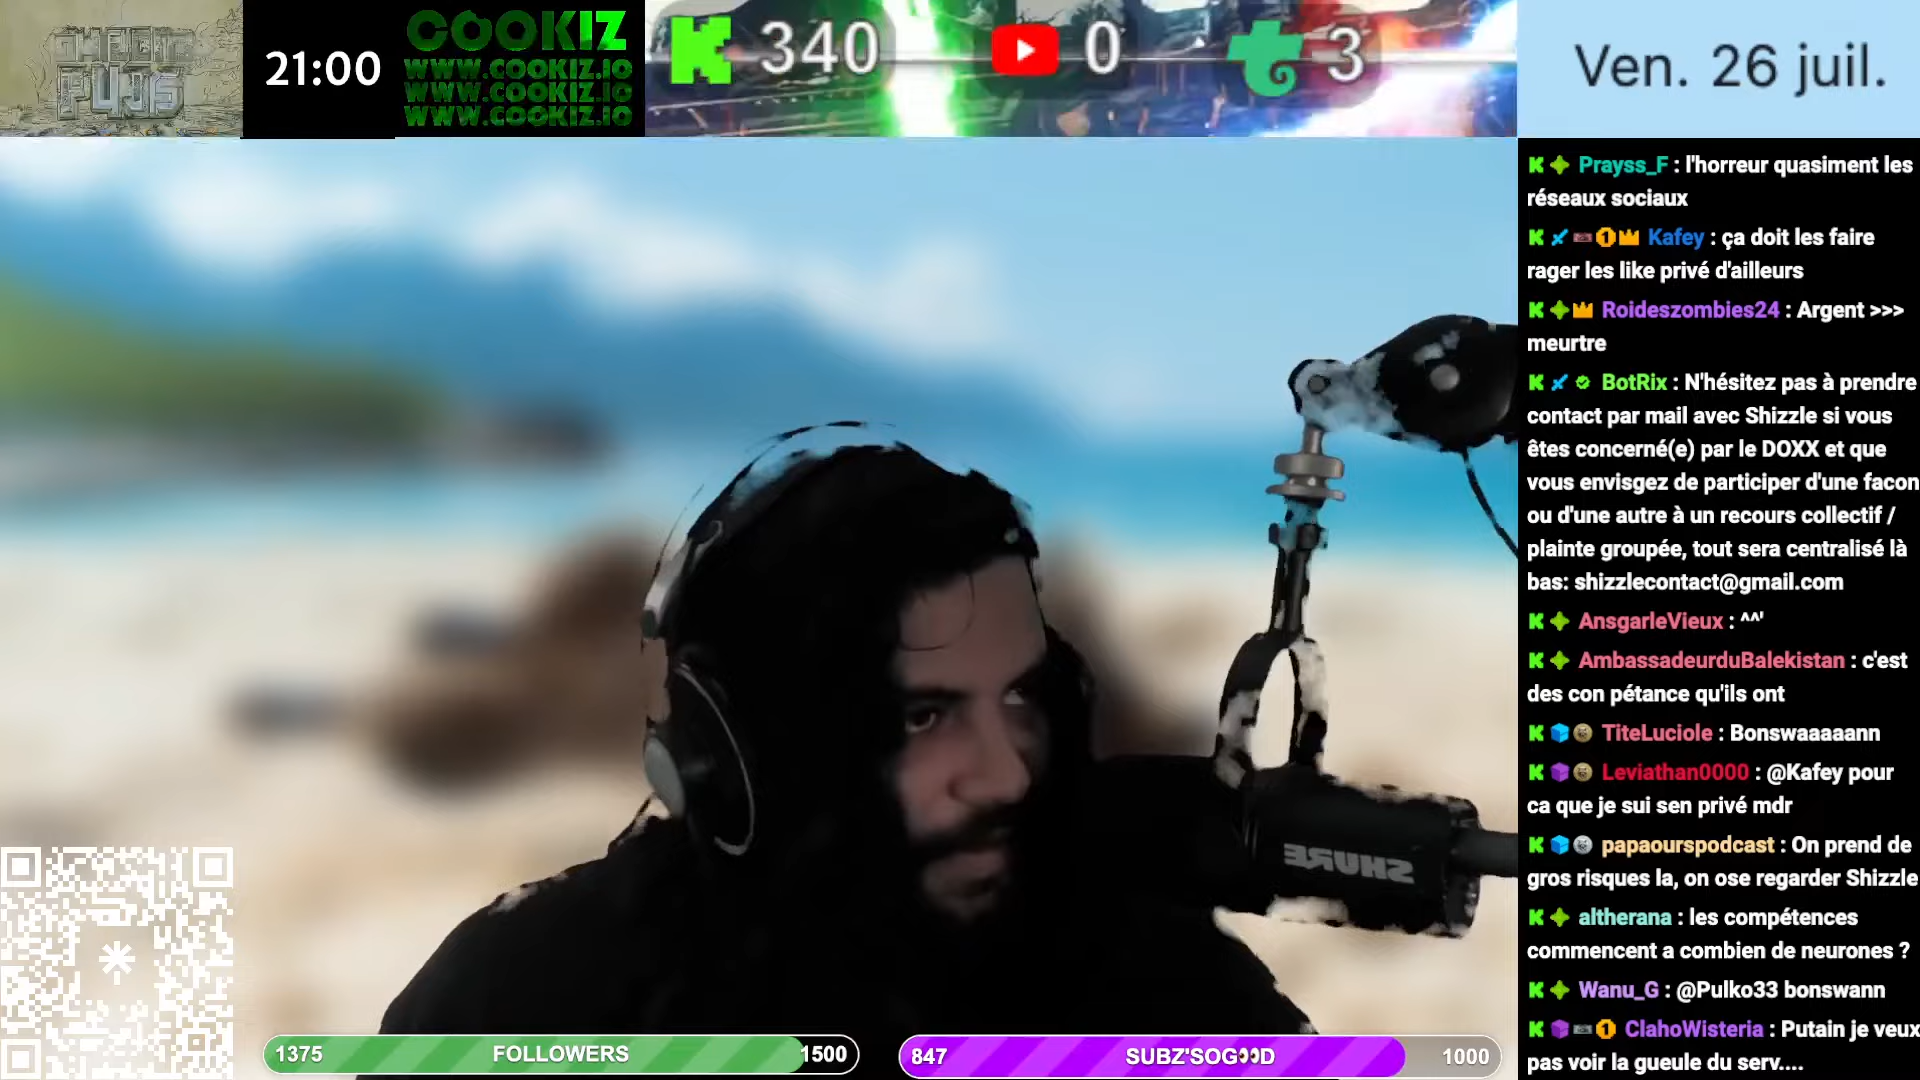 21:00
COOKIZ
WWW.COOKIZ.IO
WWW.COOKIZ.IO
WWW.COOKIZ.IO
340
0
3
Ven. 26 juil.
Prayss_F : l'horreur quasiment les
réseaux sociaux
Kafey : ça doit les faire
rager les like privé d'ailleurs
Roideszombies24 : Argent >>>
meurtre
BotRix : N'hésitez pas à prendre
contact par mail avec Shizzle si vous
êtes concerné(e) par le DOXX et que
vous envisgez de participer d'une facon
ou d'une autre à un recours collectif /
plainte groupée, tout sera centralisé là
bas: shizzlecontact@gmail.com
AnsgarleVieux : ^^'
AmbassadeurduBalekistan : c'est
des con pétance qu'ils ont
TiteLuciole : Bonswaaaaann
Leviathan0000 : @Kafey pour
ca que je sui sen privé mdr
papaourspodcast : On prend de
gros risques la, on ose regarder Shizzle
altherana : les compétences
commencent a combien de neurones ?
Wanu_G : @Pulko33 bonswann
ClahoWisteria : Putain je veux
pas voir la gueule du serv....
SHURE
1375 FOLLOWERS 1500
847 SUBZ'SOG👀D 1000